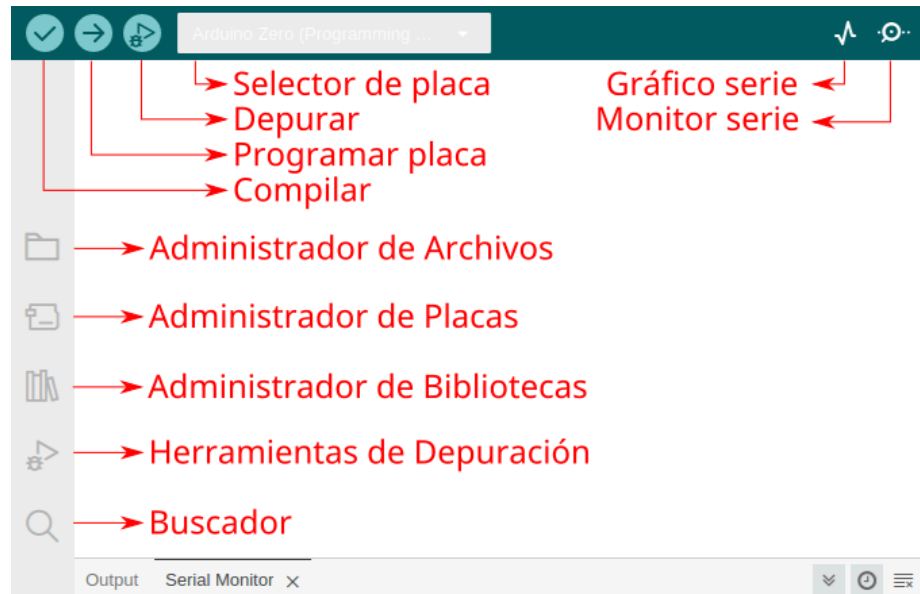 Arduino Zero (Programming ...
Selector de placa
Gráfico serie
Depurar
Monitor serie
Programar placa
Compilar
Administrador de Archivos
Administrador de Placas
Administrador de Bibliotecas
Herramientas de Depuración
Buscador
Output Serial Monitor